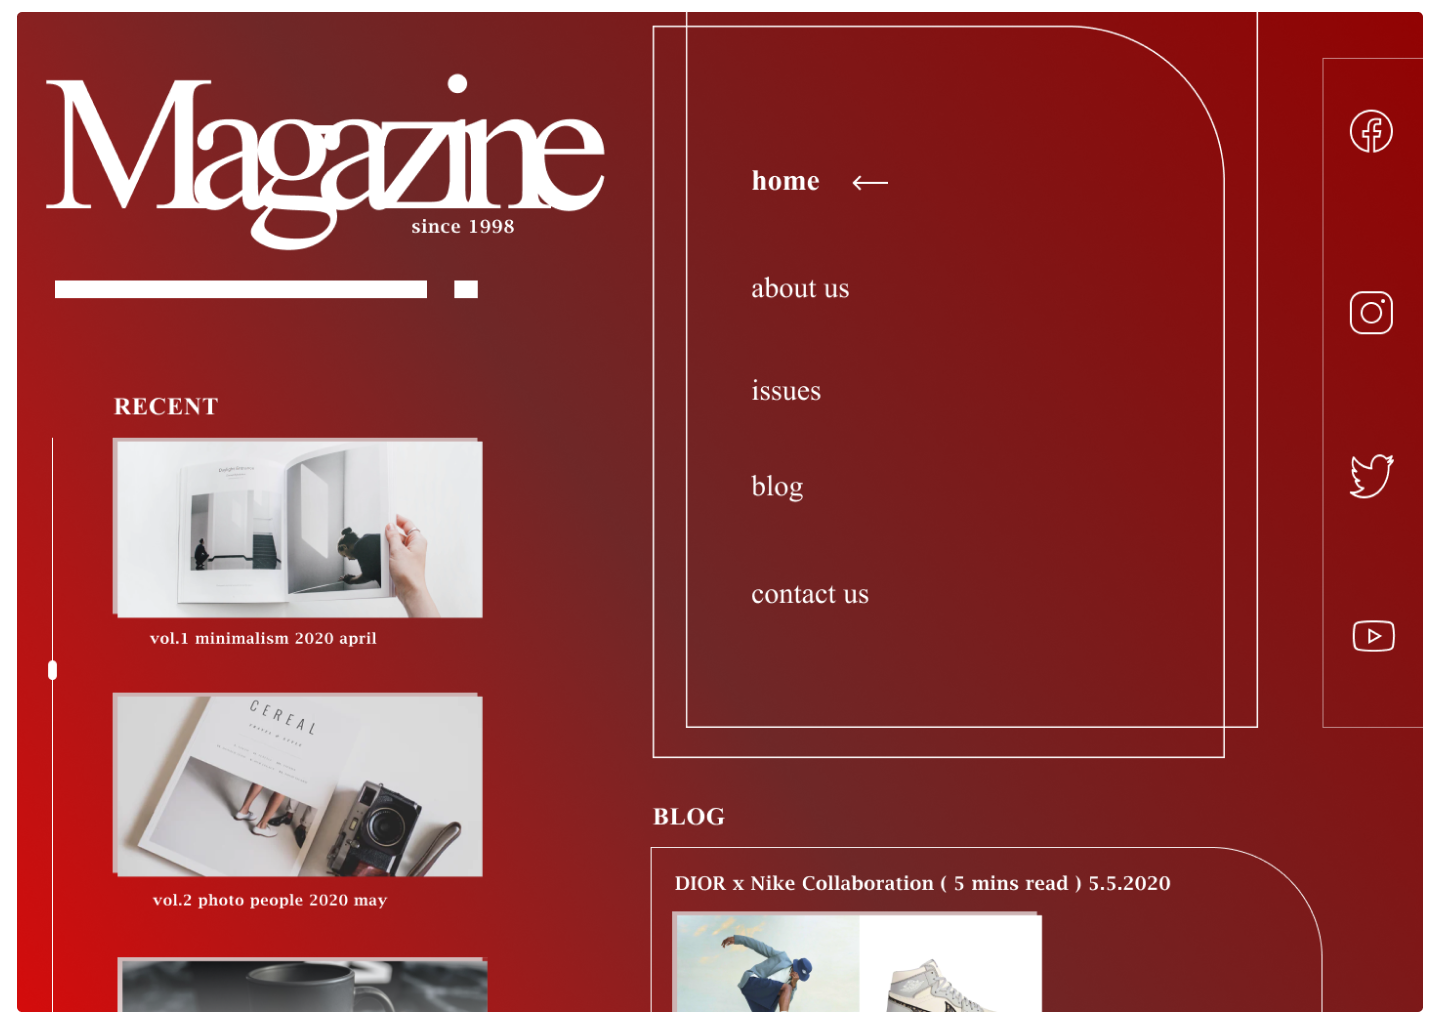 Magazine
since 1998
home
about us
issues
blog
contact us
RECENT
vol.1 minimalism 2020 april
CEREAL
vol.2 photo people 2020 may
BLOG
DIOR x Nike Collaboration ( 5 mins read ) 5.5.2020